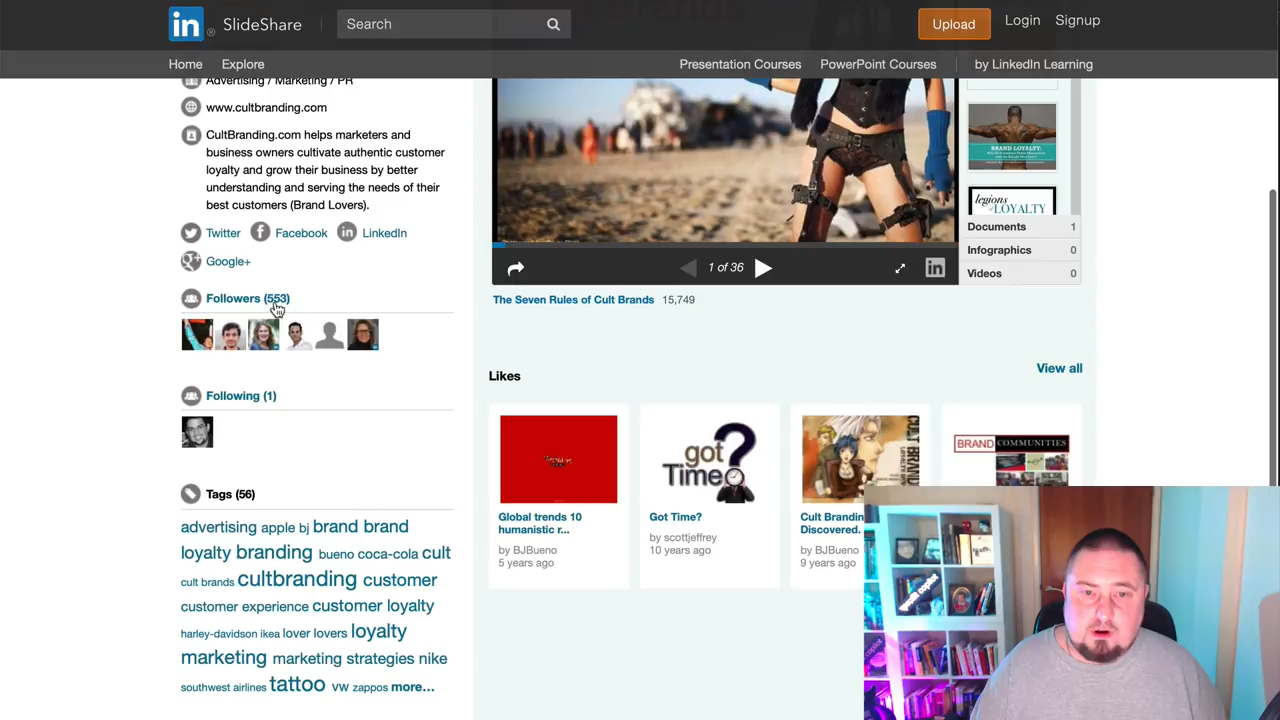 in SlideShare
Search
Upload
Login
Signup
Home
Explore
Presentation Courses
PowerPoint Courses
by LinkedIn Learning
Advertising / Marketing / PR
www.cultbranding.com
CultBranding.com helps marketers and
business owners cultivate authentic customer
loyalty and grow their business by better
understanding and serving the needs of their
best customers (Brand Lovers).
Twitter
Facebook
LinkedIn
Google+
Followers (553)
Following (1)
Tags (56)
advertising apple bj brand brand
loyalty branding bueno coca-cola cult
cult brands cultbranding customer
customer experience customer loyalty
harley-davidson ikea lover lovers loyalty
marketing marketing strategies nike
southwest airlines tattoo vw zappos more...
1 of 36
in
BRAND LOYALTY:
legions
of LOYALTY
Documents 1
Infographics 0
Videos 0
The Seven Rules of Cult Brands 15,749
Likes
View all
got
Time
Global trends 10
humanistic r...
by BJBueno
5 years ago
Got Time?
by scottjeffrey
10 years ago
CULT BRANDING
Cult Brandin
Discovered.
by BJBueno
9 years ago
BRAND COMMUNITIES